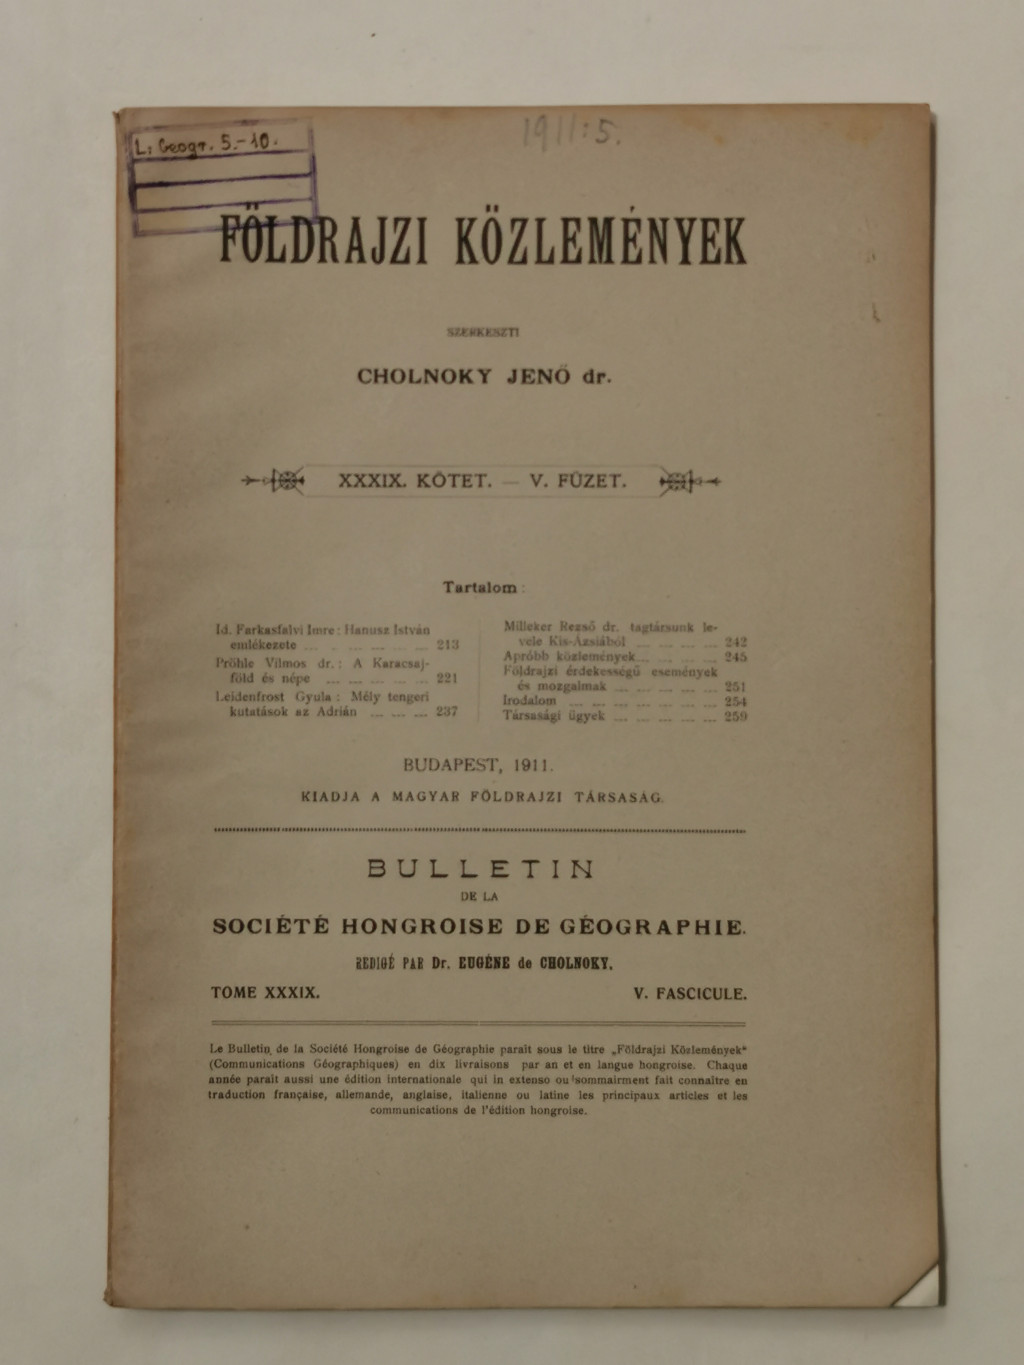 L. Geogr. 5.-10.
1911:5.
FÖLDRAJZI KÖZLEMÉNYEK
SZERKESZTI
CHOLNOKY JENŐ dr.
XXXIX. KÖTET. — V. FÜZET.
Tartalom:
Id. Farkasfalvi Imre: Hanusz István
emlékezete ... ... ... ... ... 213
Pröhle Vilmos dr.: A Karacsaj-
föld és népe ... ... ... ... 221
Leidenfrost Gyula: Mély tengeri
kutatások az Adrián ... ... ... 237
Milleker Rezső dr. tagtársunk le-
vele Kis-Ázsiából ... ... ... ... 242
Apróbb közlemények... ... ... ... 245
Földrajzi érdekességű események
és mozgalmak ... ... ... ... ... 251
Irodalom ... ... ... ... ... ... 254
Társasági ügyek ... ... ... ... ... 259
BUDAPEST, 1911.
KIADJA A MAGYAR FÖLDRAJZI TÁRSASÁG.
BULLETIN
DE LA
SOCIÉTÉ HONGROISE DE GÉOGRAPHIE.
REDIGÉ PAR Dr. EUGÉNE de CHOLNOKY.
TOME XXXIX. V. FASCICULE.
Le Bulletin de la Société Hongroise de Géographie paraît sous le titre „Földrajzi Közlemények“
(Communications Géographiques) en dix livraisons par an et en langue hongroise. Chaque
année paraît aussi une édition internationale qui in extenso ou sommairment fait connaître en
traduction française, allemande, anglaise, italienne ou latine les principaux articles et les
communications de l'édition hongroise.